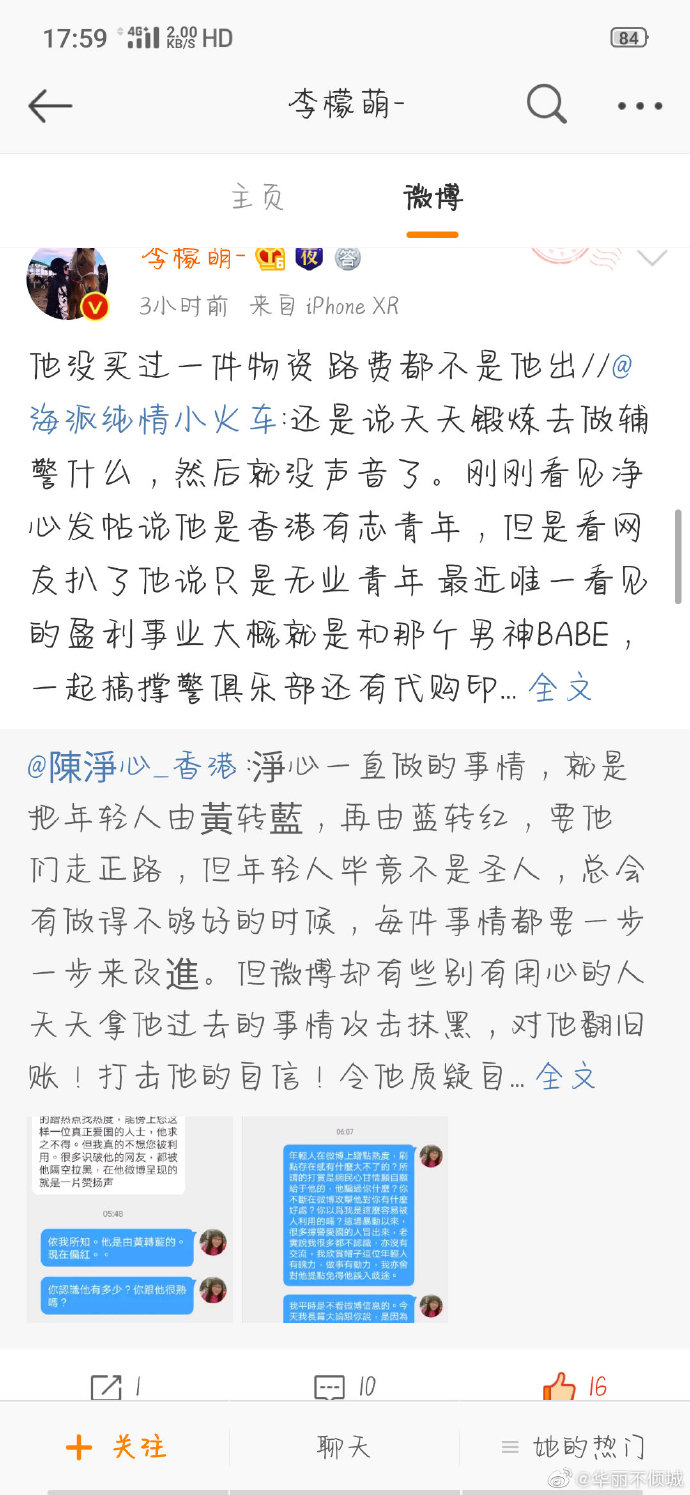 17:59 4G+ 2.00 KB/S HD 84
李檬萌-
主页 微博
李檬萌- 6 夜 答
3小时前 来自 iPhone XR
他没买过一件物资 路费都不是他出//@
海派纯情小火车:还是说天天锻炼去做辅
警什么，然后就没声音了。刚刚看见净
心发帖说他是香港有志青年，但是看网
友扒了他说只是无业青年 最近唯一看见
的盈利事业大概就是和那个男神BABE，
一起搞撑警俱乐部还有代购印... 全文
@陳淨心_香港:淨心一直做的事情，就是
把年轻人由黃转藍，再由蓝转红，要他
们走正路，但年轻人毕竟不是圣人，总会
有做得不够好的时候，每件事情都要一步
一步来改進。但微博却有些别有用心的人
天天拿他过去的事情攻击抹黑，对他翻旧
账！打击他的自信！令他质疑自... 全文
的蹭热点找热度，能傍上您这
样一位真正爱国的人士，他求
之不得。但我真的不想您被利
用。很多识破他的网友，都被
他隔空拉黑，在他微博呈现的
就是一片赞扬声
05:48
依我所知。他是由黃轉藍的。
現在偏紅。。
你認識他有多少？你跟他很熟
嗎？
06:07
年輕人在微博上蹭點熱度，刷
點存在感有什麼大不了的？所
謂的打賞是網民心甘情願自願
給于他的，他騙過你什麼？你
不斷在微博攻擊他對你有什麼
好處？你以爲我是這麼容易被
人利用的嗎？這場暴動以來，
很多撐警愛國的人冒出來，老
實說我很多都不認識，亦沒有
交流，我欣賞帽子這位年輕人
有魄力，做事有動力，我亦會
對他提點免得他誤入歧途。
我平時是不看微博信息的。今
天我長篇大論跟你說，是因為
1 10 16
+ 关注 聊天 她的热门
@华丽不倾城